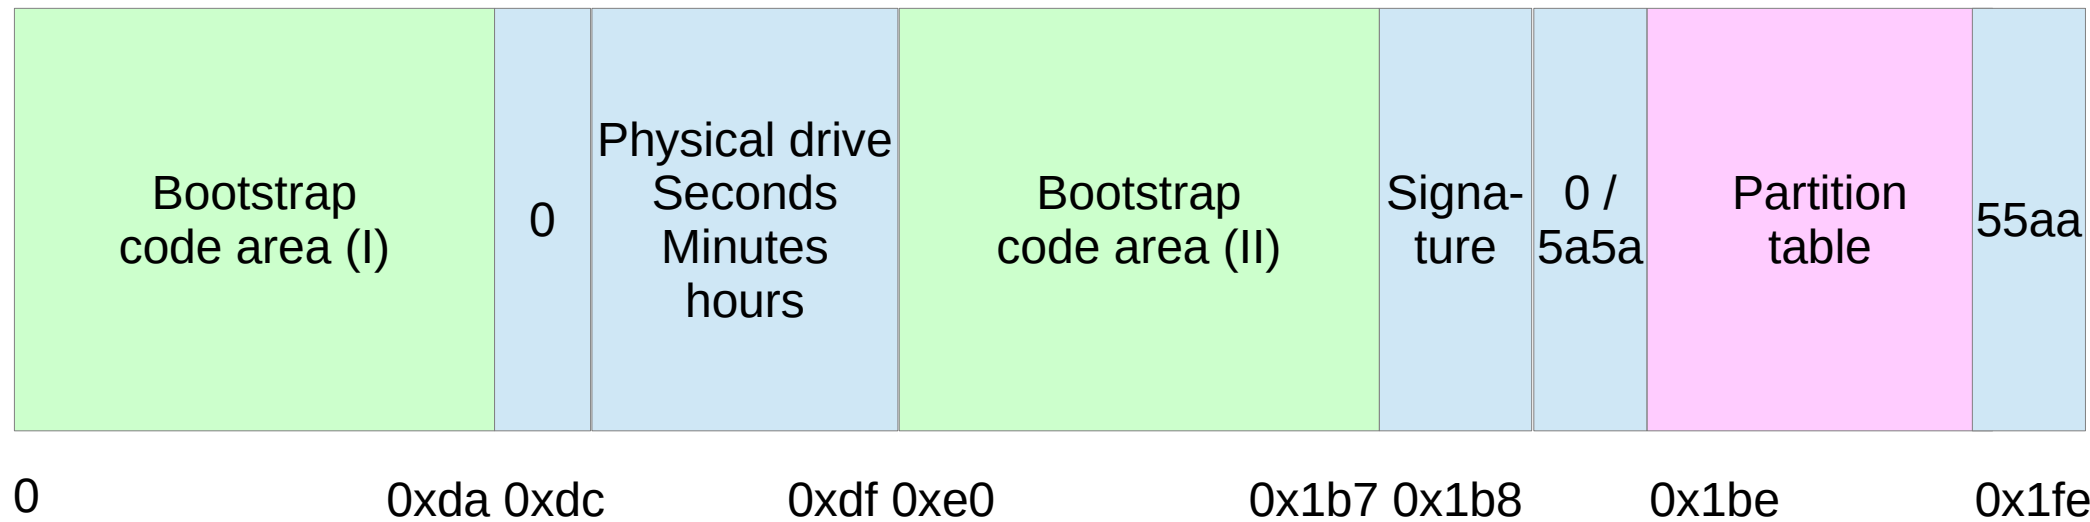 Bootstrap
code area (I)
0
Physical drive
Seconds
Minutes
hours
Bootstrap
code area (II)
Signa-
ture
0 /
5a5a
Partition
table
55aa
0
0xda 0xdc
0xdf 0xe0
0x1b7 0x1b8
0x1be
0x1fe